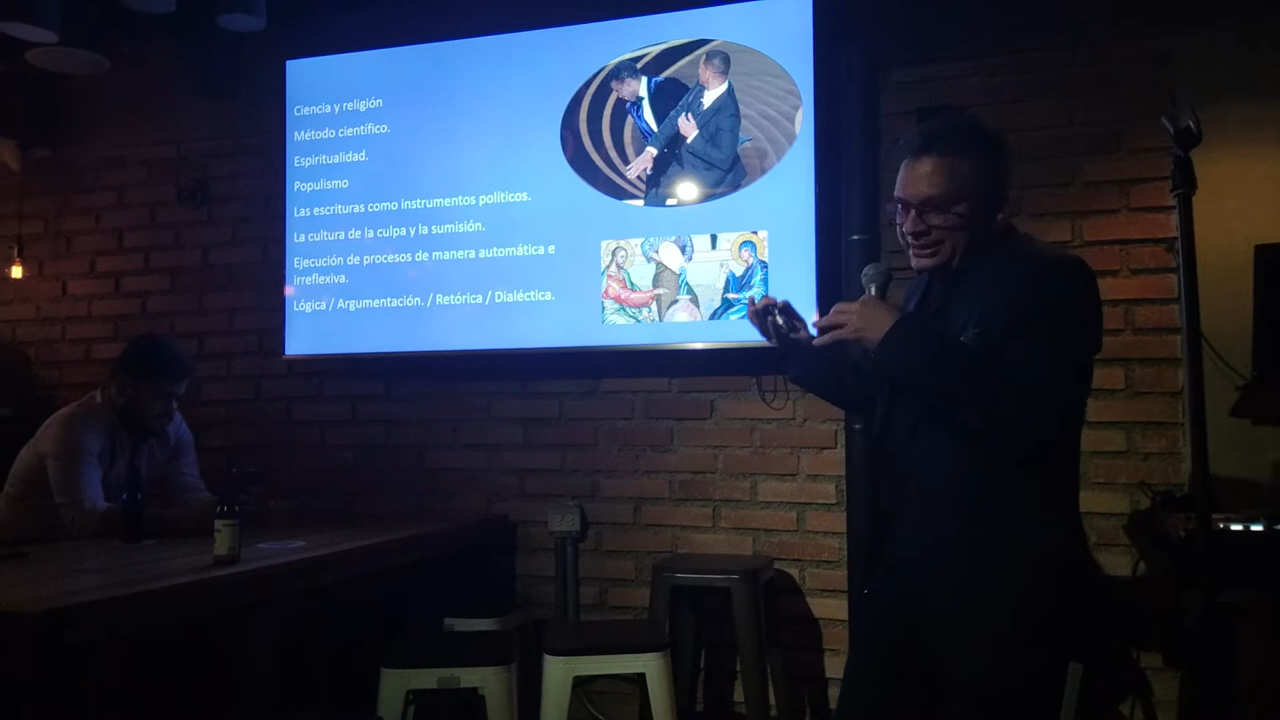 Ciencia y religión
Método científico.
Espiritualidad.
Populismo
Las escrituras como instrumentos políticos.
La cultura de la culpa y la sumisión.
Ejecución de procesos de manera automática e
irreflexiva.
Lógica / Argumentación. / Retórica / Dialéctica.